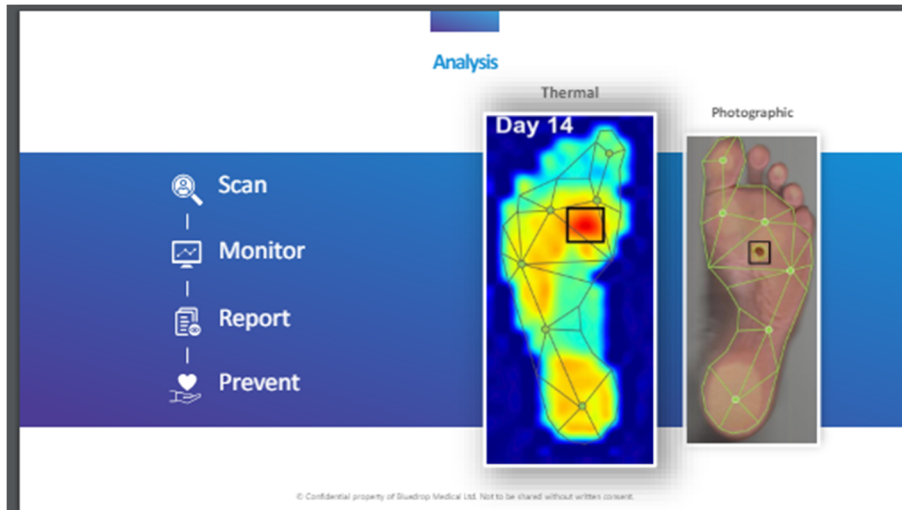 Analysis
Thermal
Photographic
Day 14
Scan
Monitor
Report
Prevent
© Confidential property of Bluedrop Medical Ltd. Not to be shared without written consent.